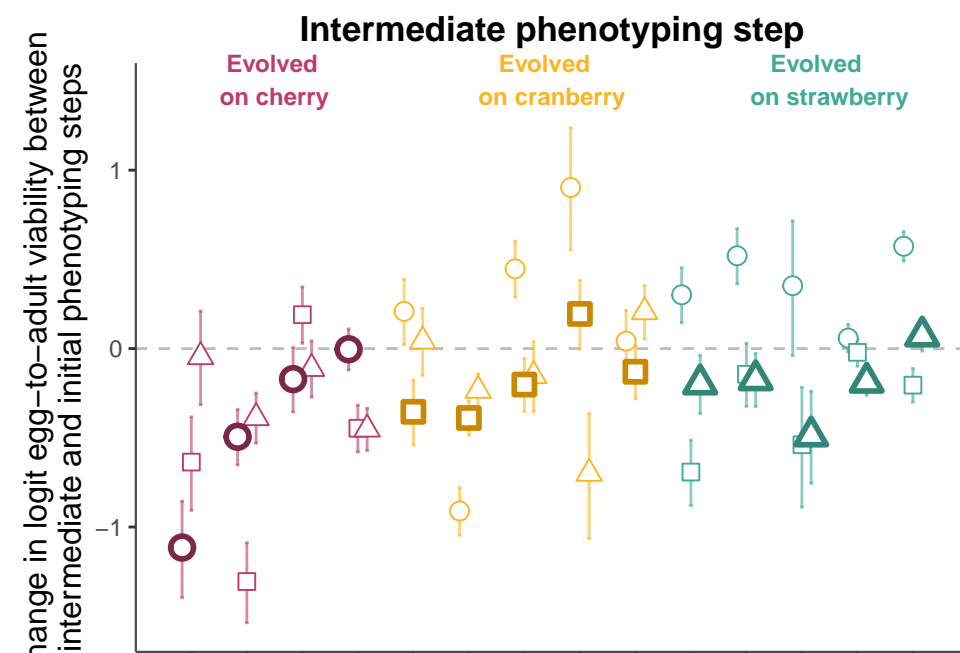 Intermediate phenotyping step
Evolved
on cherry
Evolved
on cranberry
Evolved
on strawberry
in logit egg−to−adult viability between
intermediate and initial phenotyping steps
1
0
−1